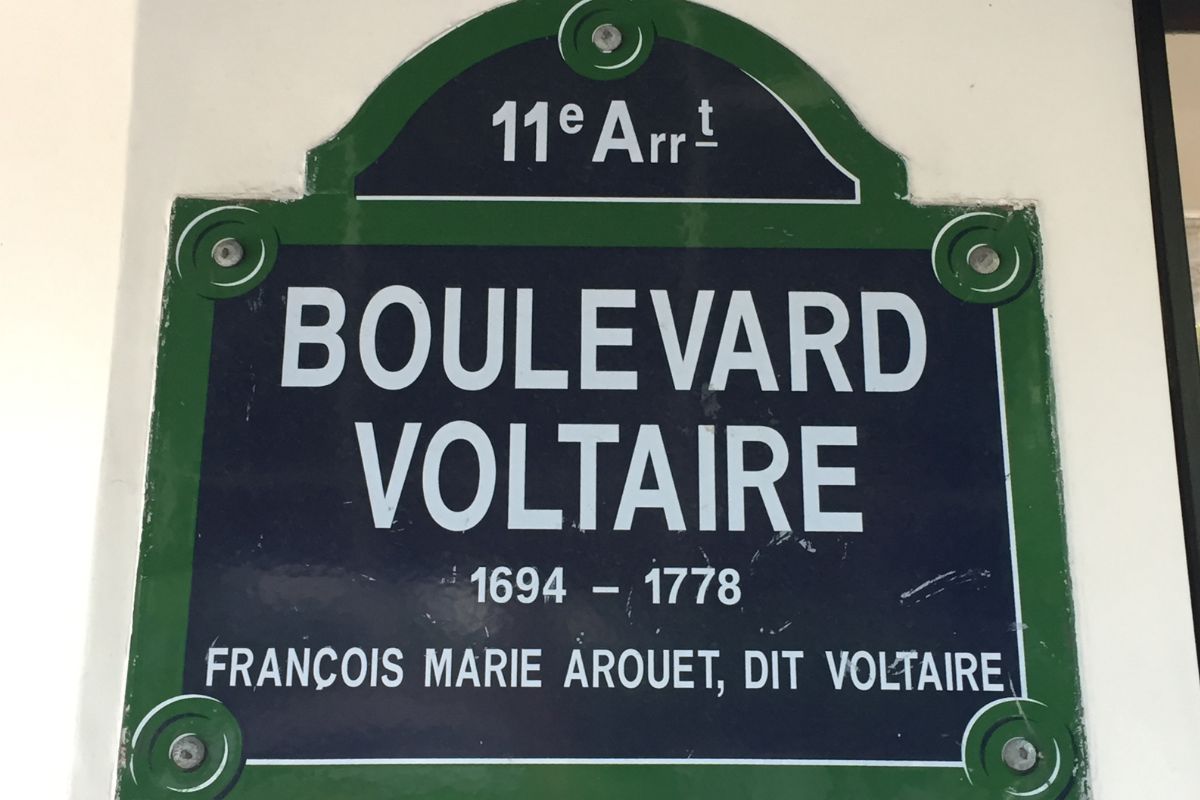 11e Arrt
BOULEVARD
VOLTAIRE
1694 – 1778
FRANÇOIS MARIE AROUET, DIT VOLTAIRE